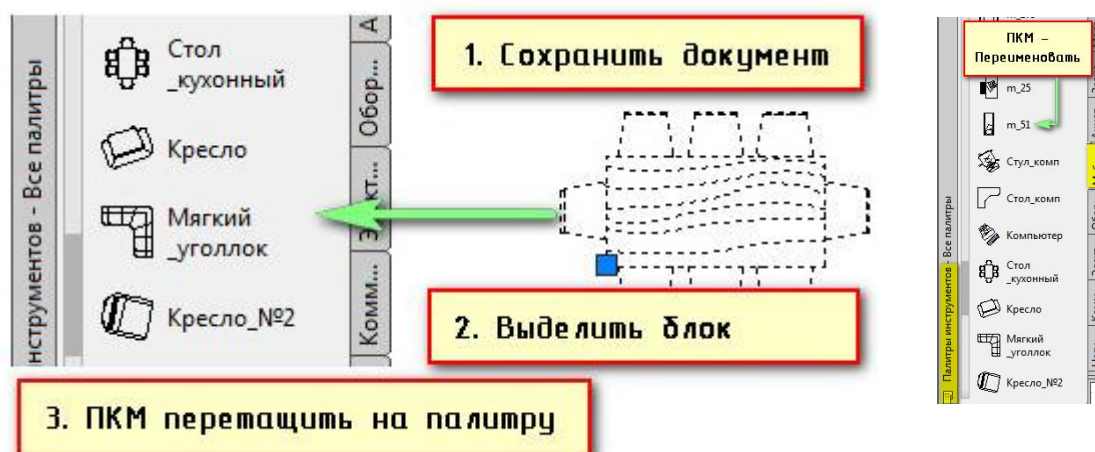 Стол
_кухонный
Кресло
Мягкий
_уголлок
Кресло_№2
нструментов - Все палитры
Обор...
Комм...
1. Сохранить документ
2. Выделить блок
3. ПКМ перетащить на палитру
ПКМ –
Переименовать
m_25
m_51
Стул_комп
Стол_комп
Компьютер
Стол
_кухонный
Кресло
Мягкий
_уголлок
Кресло_№2
Палитры инструментов - Все палитры